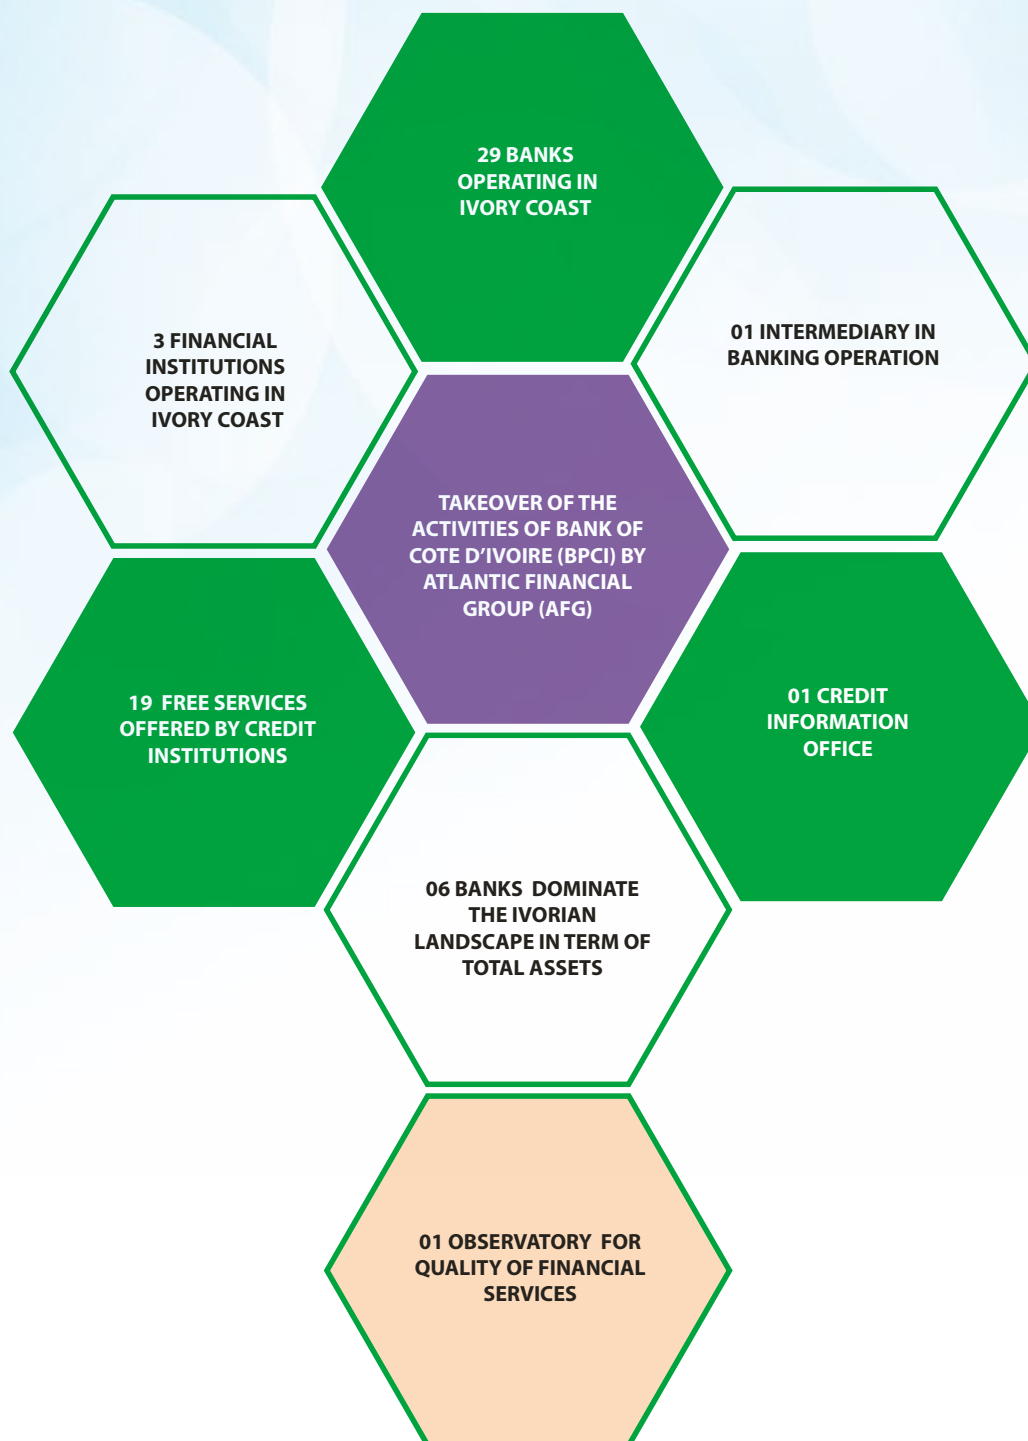 29 BANKS
OPERATING IN
IVORY COAST
3 FINANCIAL
INSTITUTIONS
OPERATING IN
IVORY COAST
01 INTERMEDIARY IN
BANKING OPERATION
TAKEOVER OF THE
ACTIVITIES OF BANK OF
COTE D'IVOIRE (BPCI) BY
ATLANTIC FINANCIAL
GROUP (AFG)
19 FREE SERVICES
OFFERED BY CREDIT
INSTITUTIONS
01 CREDIT
INFORMATION
OFFICE
06 BANKS DOMINATE
THE IVORIAN
LANDSCAPE IN TERM OF
TOTAL ASSETS
01 OBSERVATORY FOR
QUALITY OF FINANCIAL
SERVICES